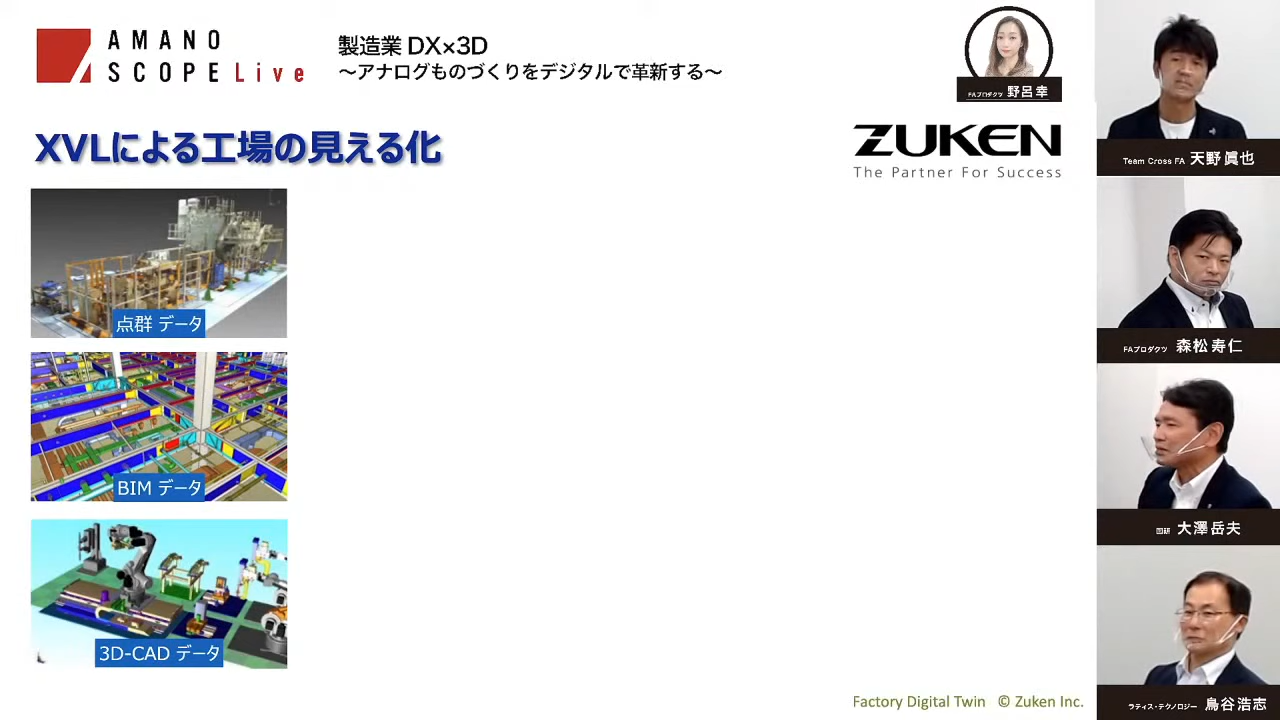 AMANO
SCOPE Live
製造業 DX×3D
〜アナログものづくりをデジタルで革新する〜
FAプロダクツ 野呂幸
XVLによる工場の見える化
ZUKEN
The Partner For Success
点群 データ
BIM データ
3D-CAD データ
Team Cross FA 天野眞也
FAプロダクツ 森松寿仁
図研 大澤岳夫
ラティス・テクノロジー 鳥谷浩志
Factory Digital Twin © Zuken Inc.